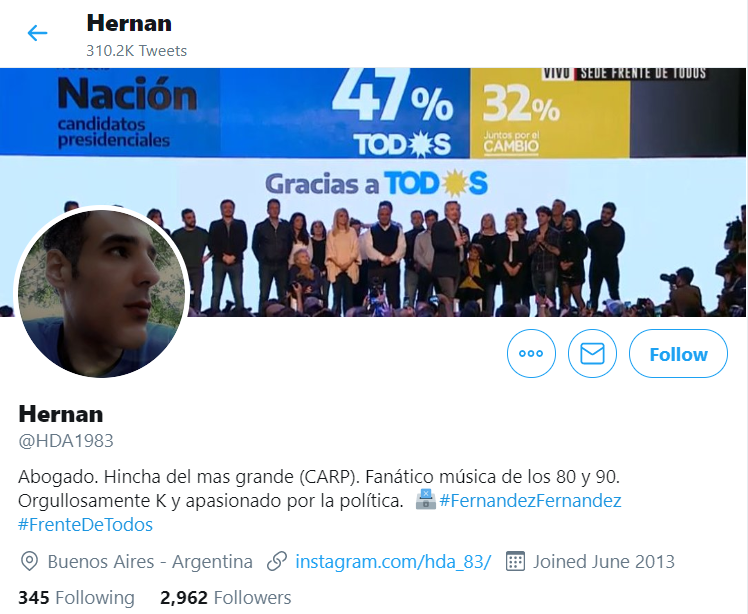 Hernan
310.2K Tweets
VIVO SEDE FRENTE DE TODOS
Nación
candidatos
presidenciales
47%
TODOS
32%
Juntos por el
CAMBIO
Gracias a TODOS
Follow
Hernan
@HDA1983
Abogado. Hincha del mas grande (CARP). Fanático música de los 80 y 90.
Orgullosamente K y apasionado por la política. #FernandezFernandez
#FrenteDeTodos
Buenos Aires - Argentina instagram.com/hda_83/ Joined June 2013
345 Following 2,962 Followers